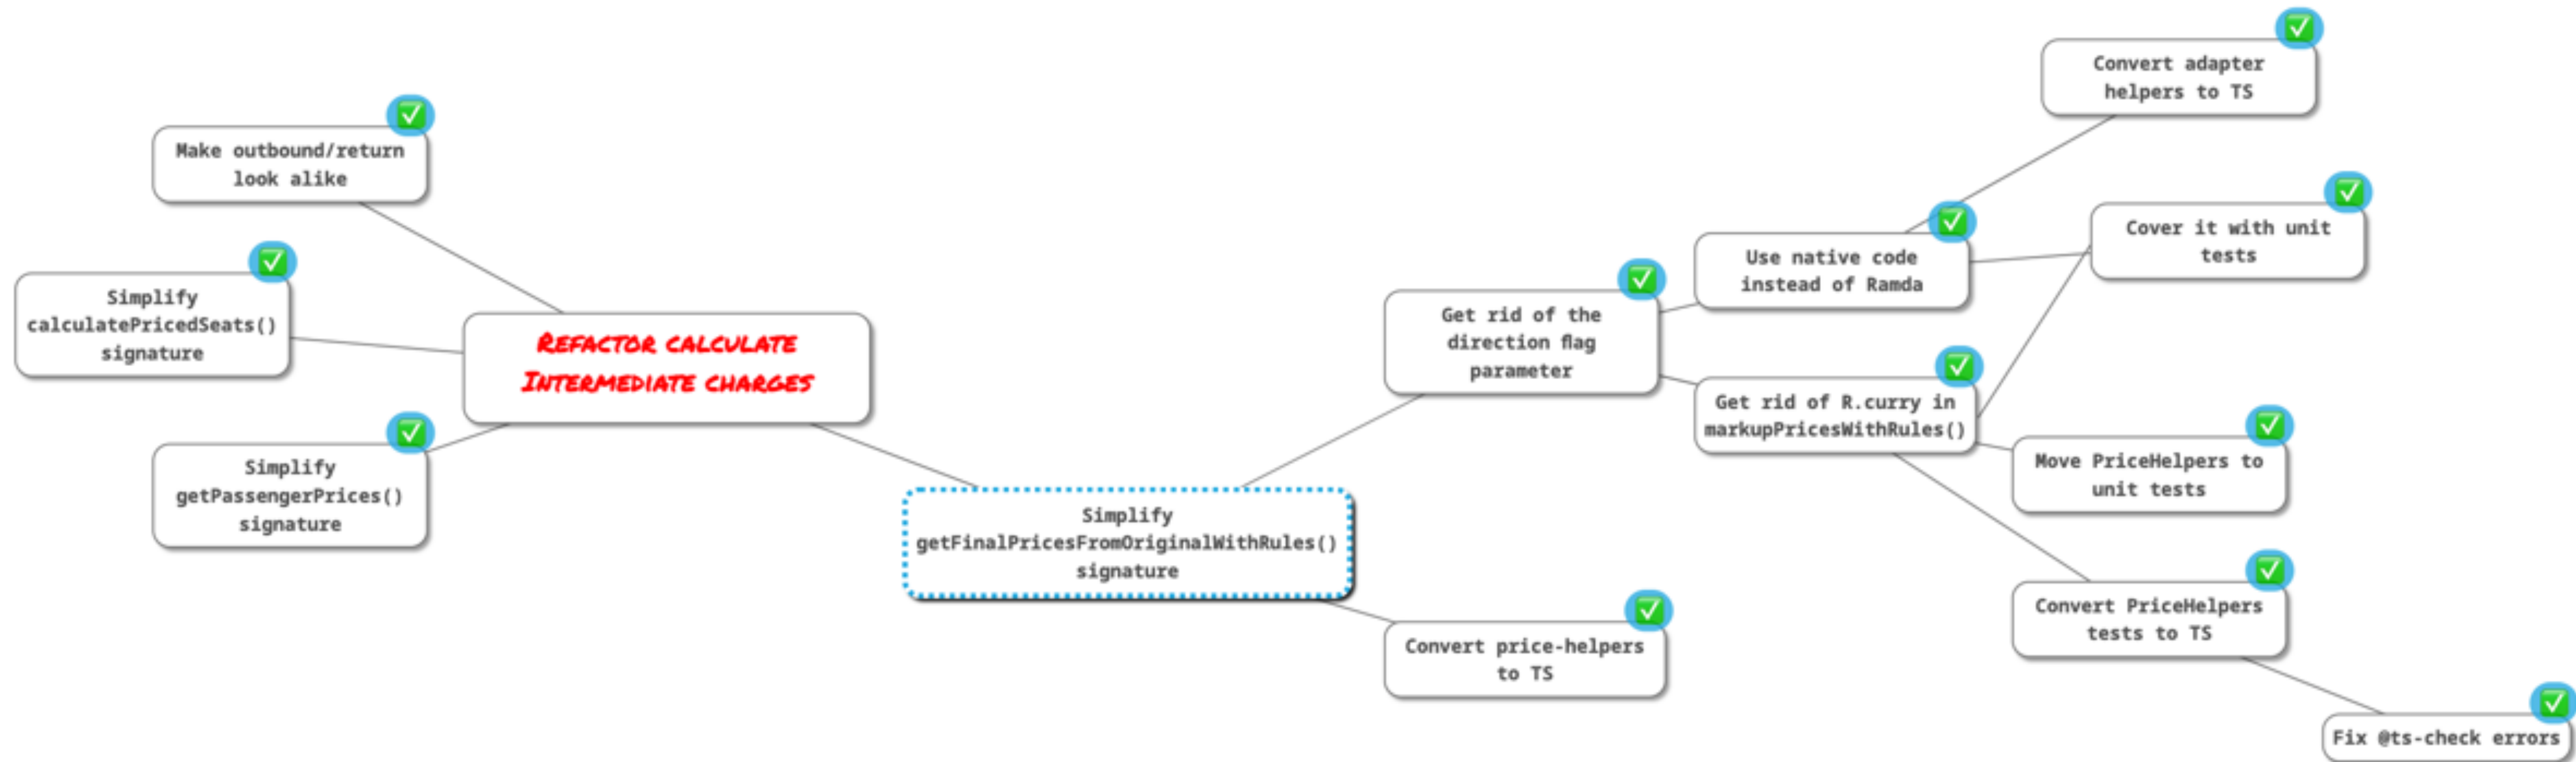 Convert adapter
helpers to TS
Make outbound/return
look alike
Cover it with unit
tests
Use native code
instead of Ramda
Simplify
calculatePricedSeats()
signature
Get rid of the
direction flag
parameter
REFACTOR CALCULATE
INTERMEDIATE CHARGES
Get rid of R.curry in
markupPricesWithRules()
Move PriceHelpers to
unit tests
Simplify
getPassengerPrices()
signature
Simplify
getFinalPricesFromOriginalWithRules()
signature
Convert PriceHelpers
tests to TS
Convert price-helpers
to TS
Fix @ts-check errors